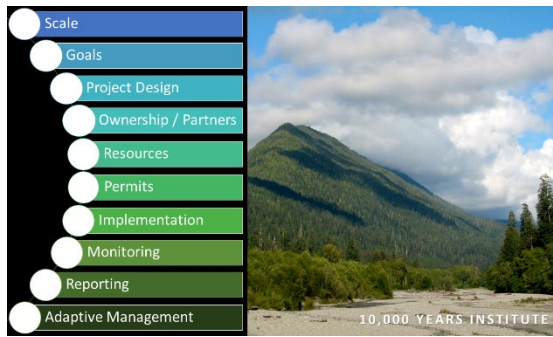 Scale
Goals
Project Design
Ownership / Partners
Resources
Permits
Implementation
Monitoring
Reporting
Adaptive Management
10,000 YEARS INSTITUTE